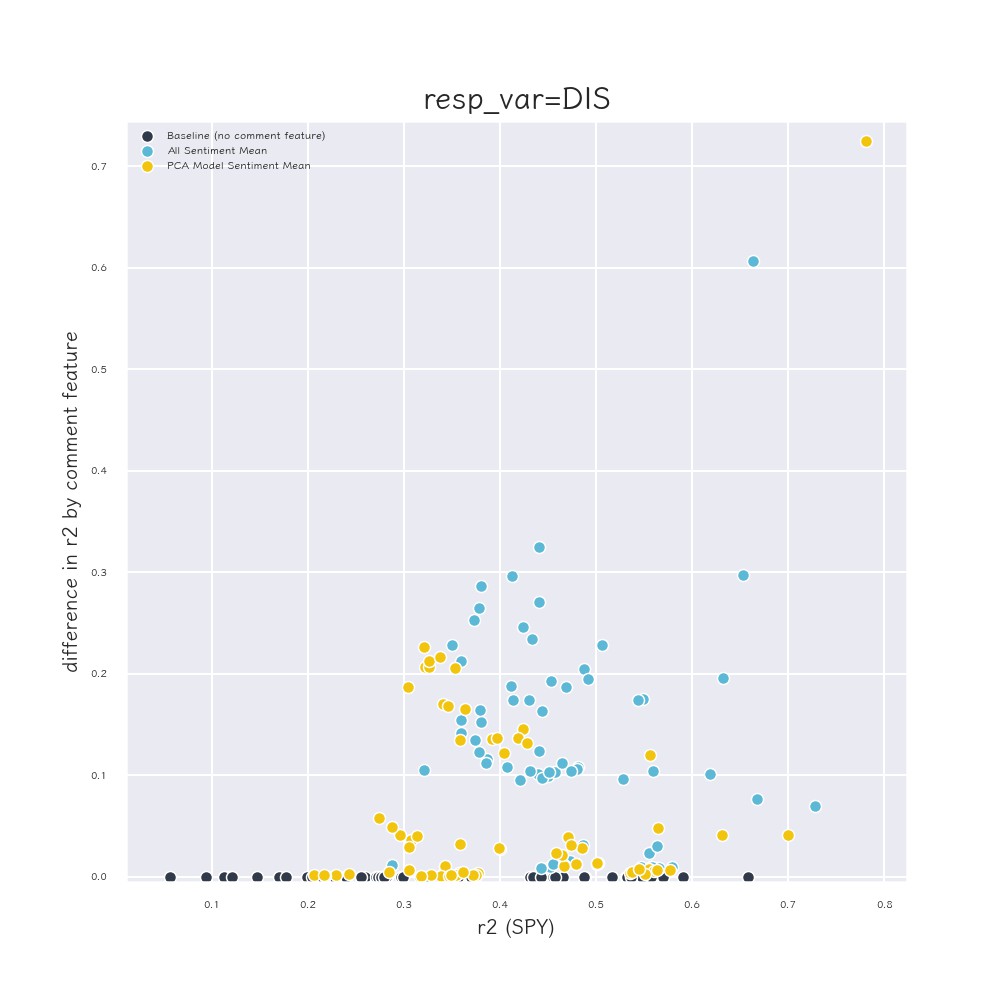 resp_var=DIS
Baseline (no comment feature)
All Sentiment Mean
PCA Model Sentiment Mean
difference in r2 by comment feature
0.7
0.6
0.5
0.4
0.3
0.2
0.1
0.0
0.1 0.2 0.3 0.4 0.5 0.6 0.7 0.8
r2 (SPY)